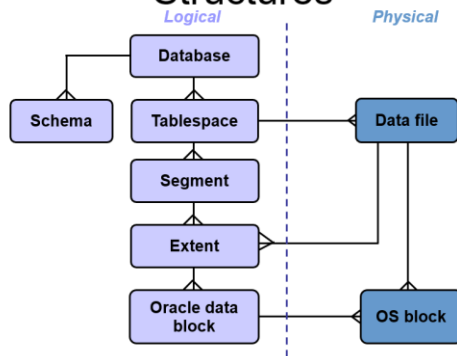 Structures
Logical
Physical
Database
Schema
Tablespace
Data file
Segment
Extent
Oracle data
block
OS block